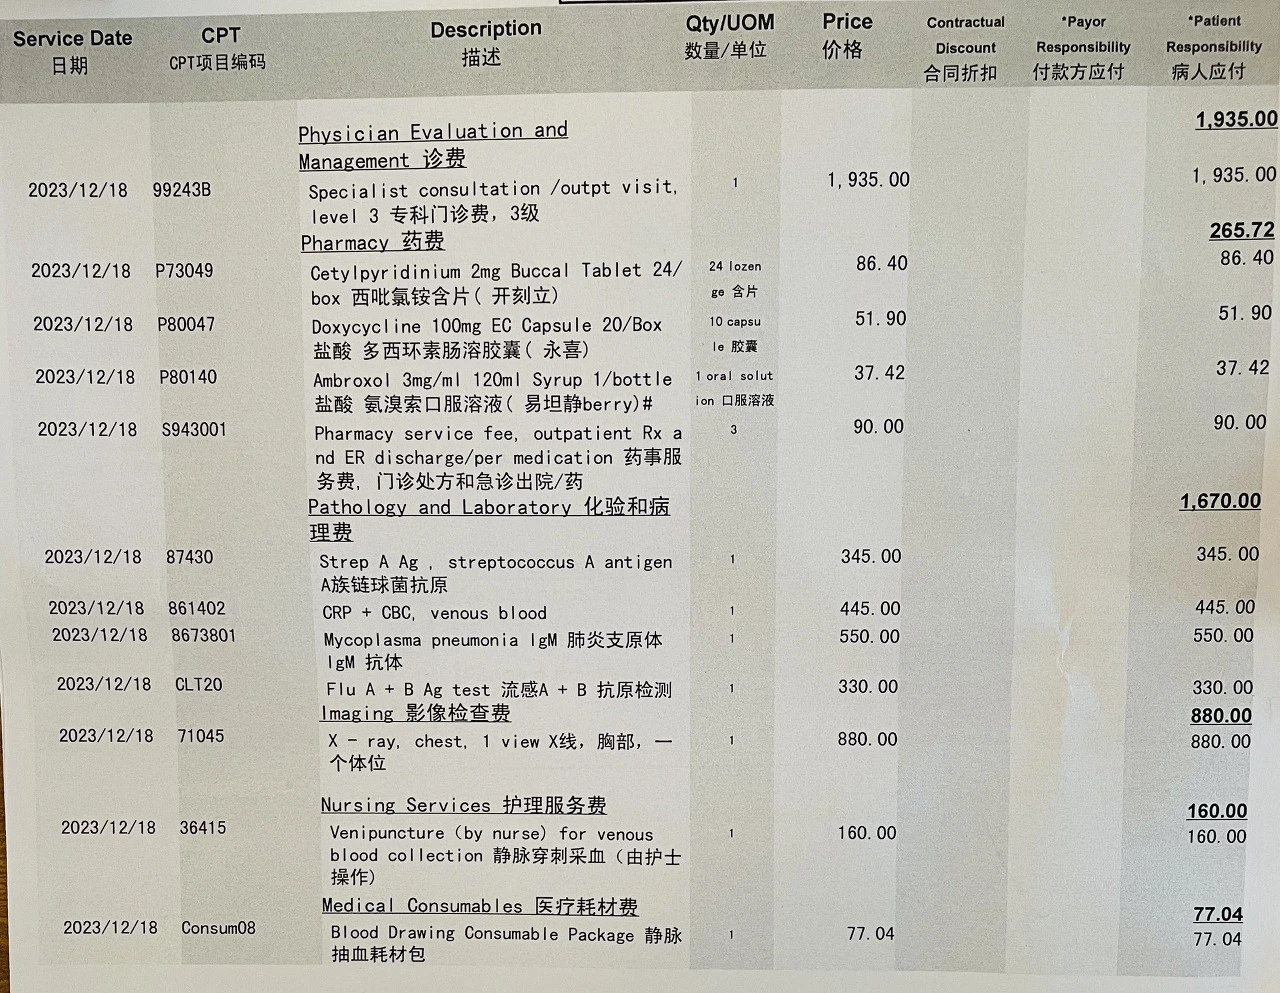 Service Date CPT Description Qty/UOM Price Contractual Discount *Payor Responsibility *Patient Responsibility
日期 CPT项目编码 描述 数量/单位 价格 合同折扣 付款方应付 病人应付
Physician Evaluation and 1,935.00
Management 诊费
2023/12/18 99243B Specialist consultation /outpt visit, 1 1,935.00 1,935.00
level 3 专科门诊费，3级
Pharmacy 药费 265.72
2023/12/18 P73049 Cetylpyridinium 2mg Buccal Tablet 24/ 24 lozen 86.40 86.40
box 西吡氯铵含片( 开刻立) ge 含片
2023/12/18 P80047 Doxycycline 100mg EC Capsule 20/Box 10 capsu 51.90 51.90
盐酸 多西环素肠溶胶囊( 永喜) le 胶囊
2023/12/18 P80140 Ambroxol 3mg/ml 120ml Syrup 1/bottle 1 oral solut 37.42 37.42
盐酸 氨溴索口服溶液( 易坦静berry)# ion 口服溶液
2023/12/18 S943001 Pharmacy service fee, outpatient Rx a 3 90.00 90.00
nd ER discharge/per medication 药事服
务费, 门诊处方和急诊出院/药
Pathology and Laboratory 化验和病 1,670.00
理费
2023/12/18 87430 Strep A Ag , streptococcus A antigen 1 345.00 345.00
A族链球菌抗原
2023/12/18 861402 CRP + CBC, venous blood 1 445.00 445.00
2023/12/18 8673801 Mycoplasma pneumonia IgM 肺炎支原体 1 550.00 550.00
IgM 抗体
2023/12/18 CLT20 Flu A + B Ag test 流感A + B 抗原检测 1 330.00 330.00
Imaging 影像检查费 880.00
2023/12/18 71045 X - ray, chest, 1 view X线，胸部，一 1 880.00 880.00
个体位
Nursing Services 护理服务费 160.00
2023/12/18 36415 Venipuncture（by nurse) for venous 1 160.00 160.00
blood collection 静脉穿刺采血（由护士
操作)
Medical Consumables 医疗耗材费 77.04
2023/12/18 Consum08 Blood Drawing Consumable Package 静脉 1 77.04 77.04
抽血耗材包